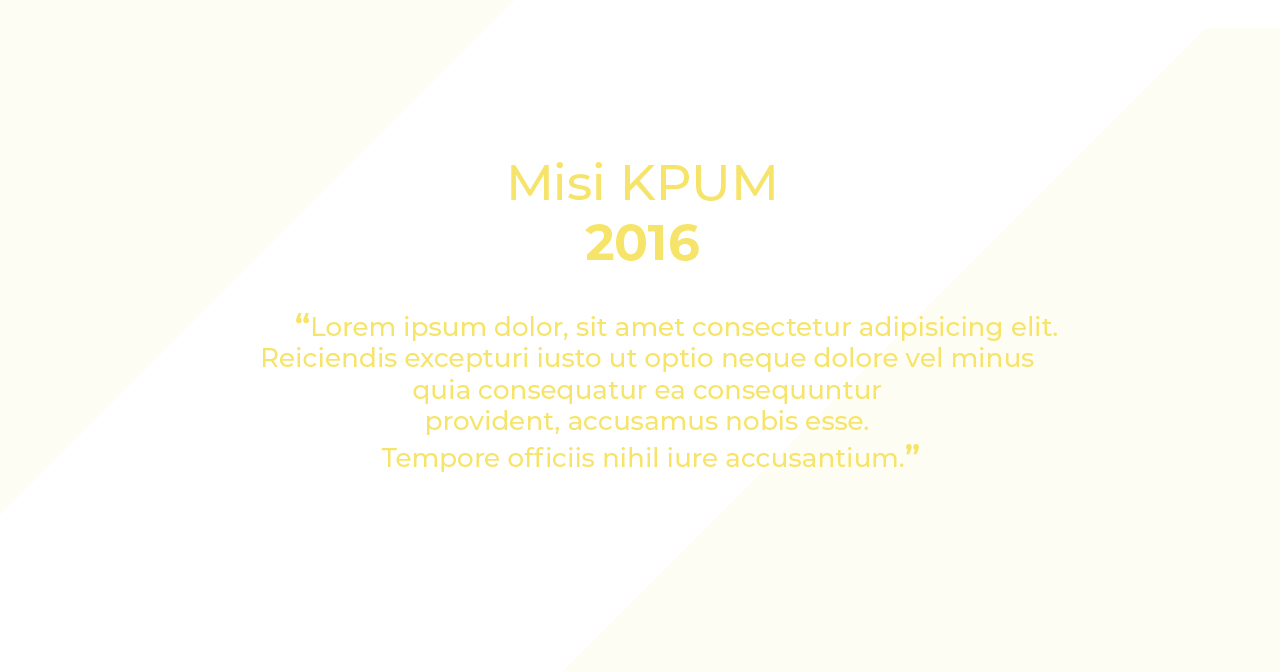 Misi KPUM
2016
“Lorem ipsum dolor, sit amet consectetur adipisicing elit.
Reiciendis excepturi iusto ut optio neque dolore vel minus
quia consequatur ea consequuntur
provident, accusamus nobis esse.
Tempore officiis nihil iure accusantium.”